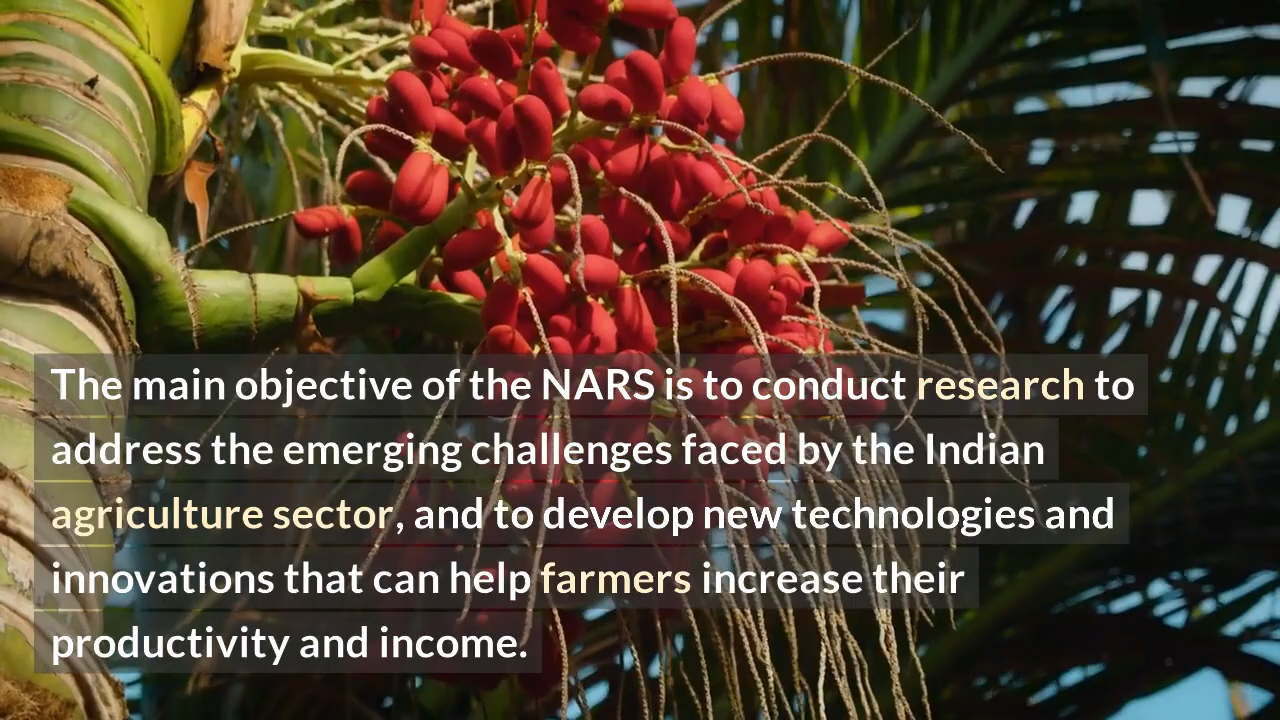 The main objective of the NARS is to conduct research to
address the emerging challenges faced by the Indian
agriculture sector, and to develop new technologies and
innovations that can help farmers increase their
productivity and income.